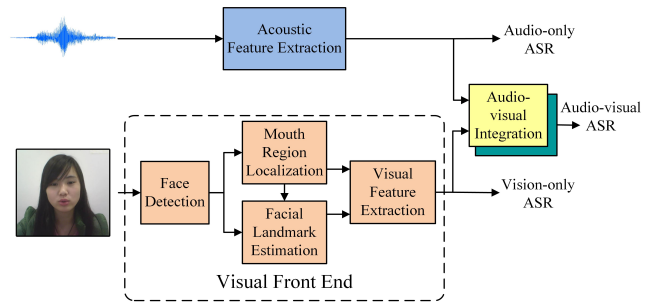 Acoustic
Feature Extraction
Audio-only
ASR
Audio-
visual
Integration
Audio-visual
ASR
Mouth
Region
Localization
Face
Detection
Visual
Feature
Extraction
Facial
Landmark
Estimation
Vision-only
ASR
Visual Front End